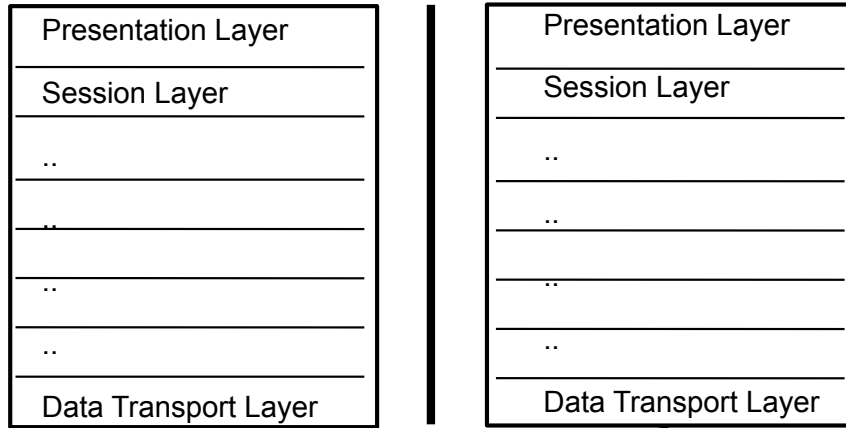 Presentation Layer
Session Layer
..
..
..
..
Data Transport Layer
Presentation Layer
Session Layer
..
..
..
..
Data Transport Layer